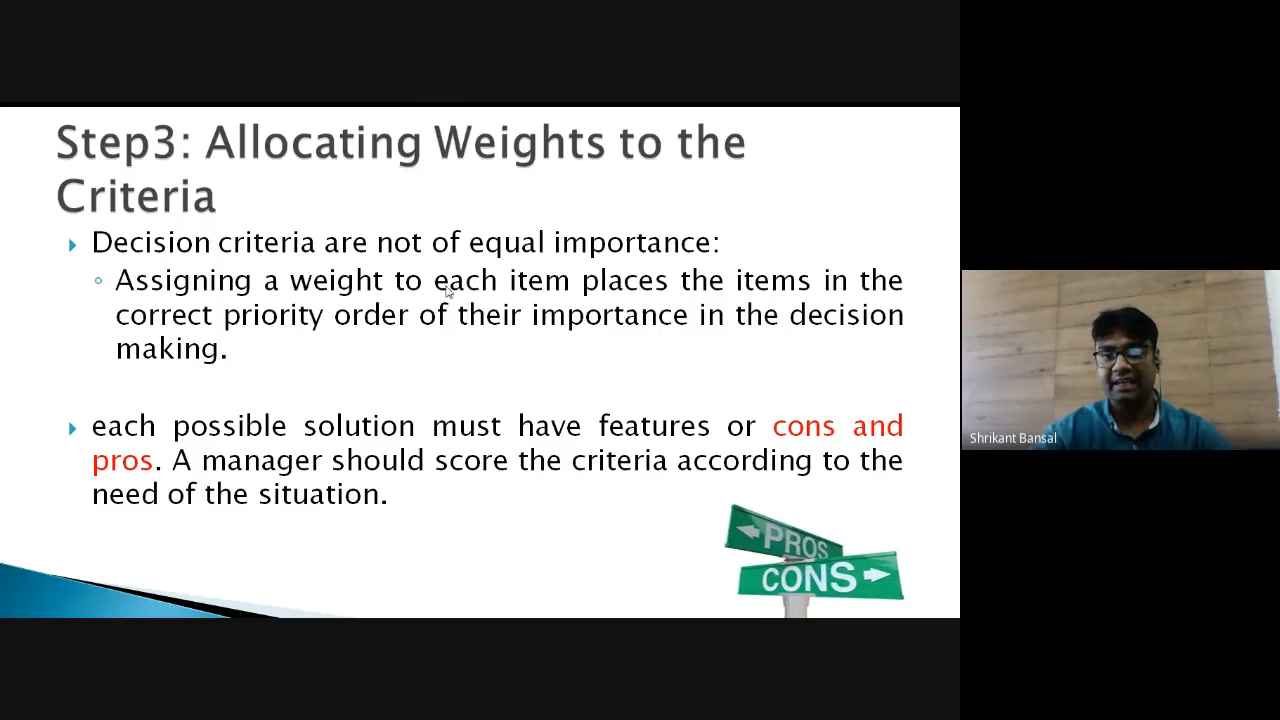 Step3: Allocating Weights to the
Criteria
Decision criteria are not of equal importance:
Assigning a weight to each item places the items in the
correct priority order of their importance in the decision
making.
each possible solution must have features or cons and
pros. A manager should score the criteria according to the
need of the situation.
PROS
CONS
Shrikant Bansal